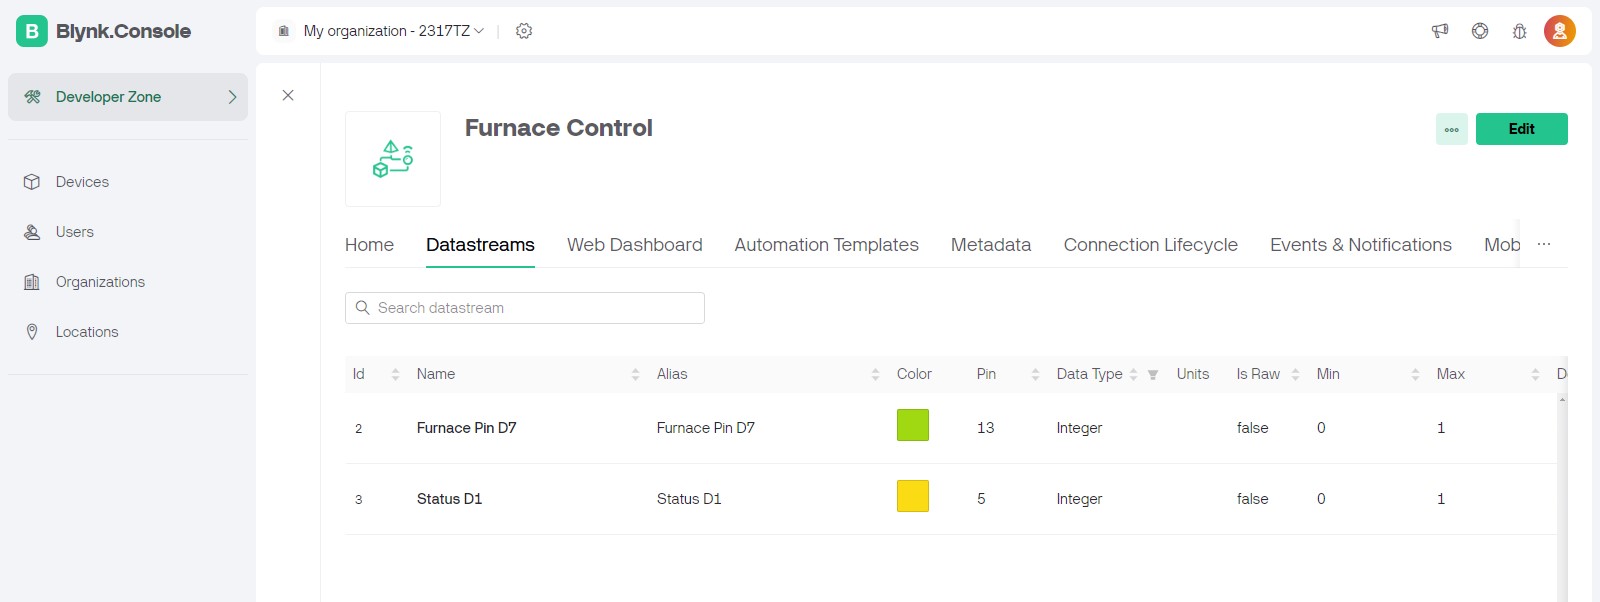 B Blynk.Console
My organization - 2317TZ
Developer Zone
Devices
Users
Organizations
Locations
Furnace Control
Edit
Home Datastreams Web Dashboard Automation Templates Metadata Connection Lifecycle Events & Notifications Mob
Search datastream
Id Name Alias Color Pin Data Type Units Is Raw Min Max D
2 Furnace Pin D7 Furnace Pin D7 13 Integer false 0 1
3 Status D1 Status D1 5 Integer false 0 1